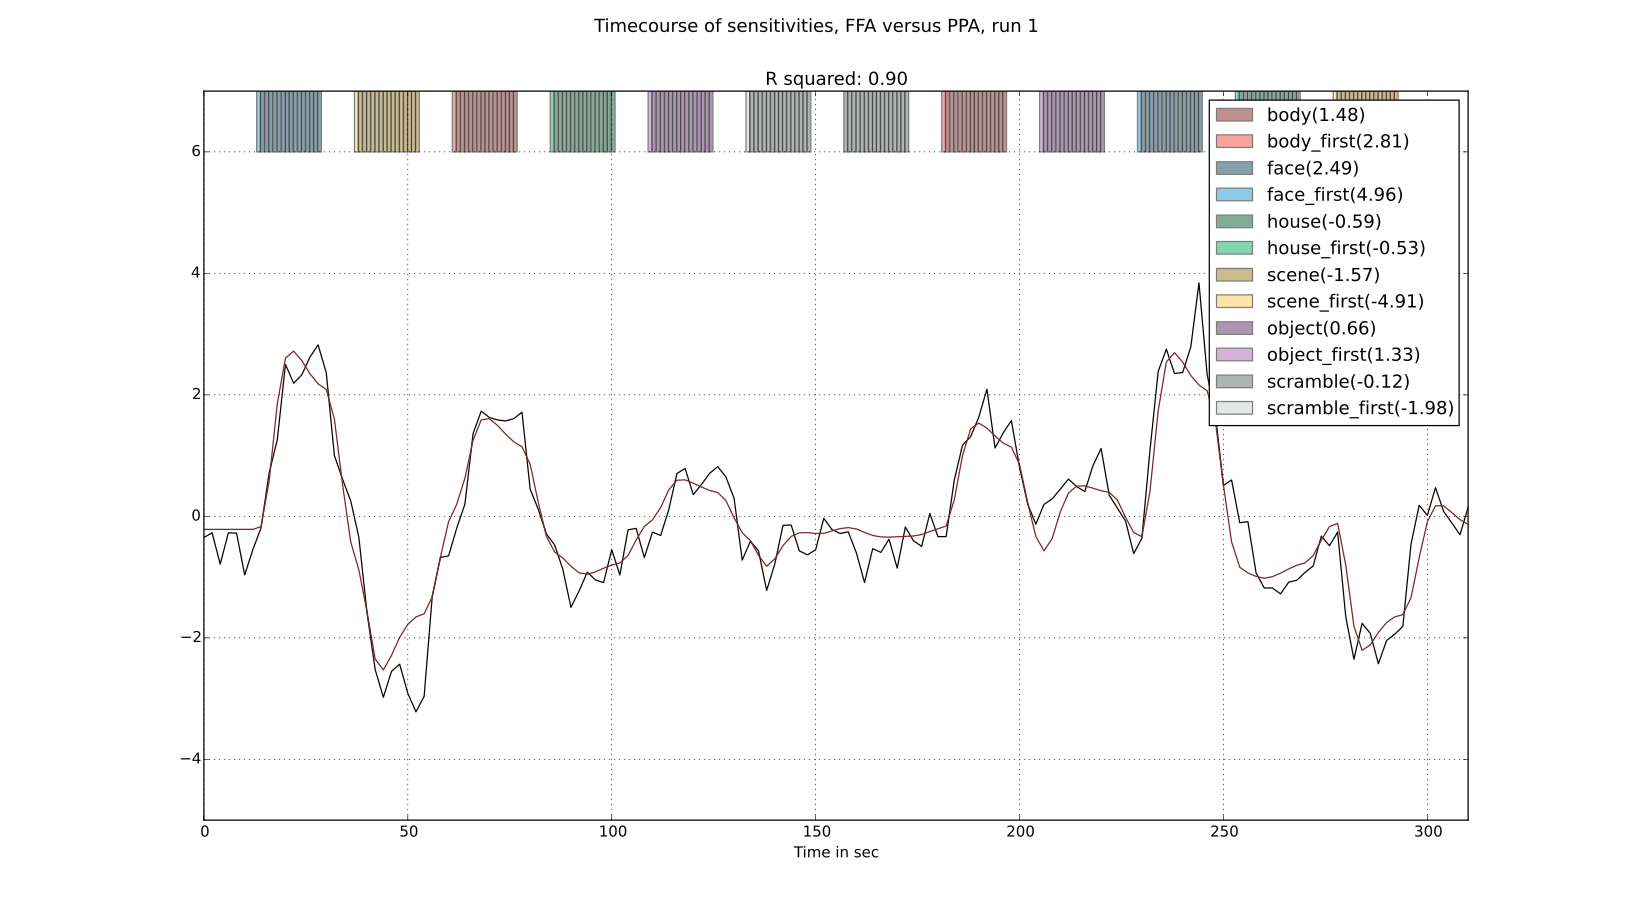 Timecourse of sensitivities, FFA versus PPA, run 1
R squared: 0.90
body(1.48)
body_first(2.81)
face(2.49)
face_first(4.96)
house(-0.59)
house_first(-0.53)
scene(-1.57)
scene_first(-4.91)
object(0.66)
object_first(1.33)
scramble(-0.12)
scramble_first(-1.98)
6
4
2
0
−2
−4
0 50 100 150 200 250 300
Time in sec